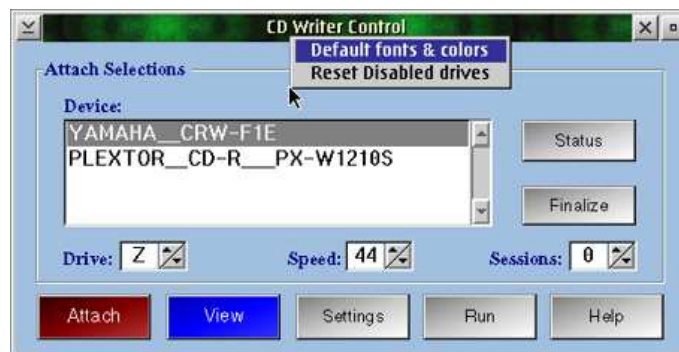 CD Writer Control
Default fonts & colors
Reset Disabled drives
Attach Selections
Device:
YAMAHA__CRW-F1E
PLEXTOR__CD-R___PX-W1210S
Status
Finalize
Drive: Z Speed: 44 Sessions: 0
Attach View Settings Run Help